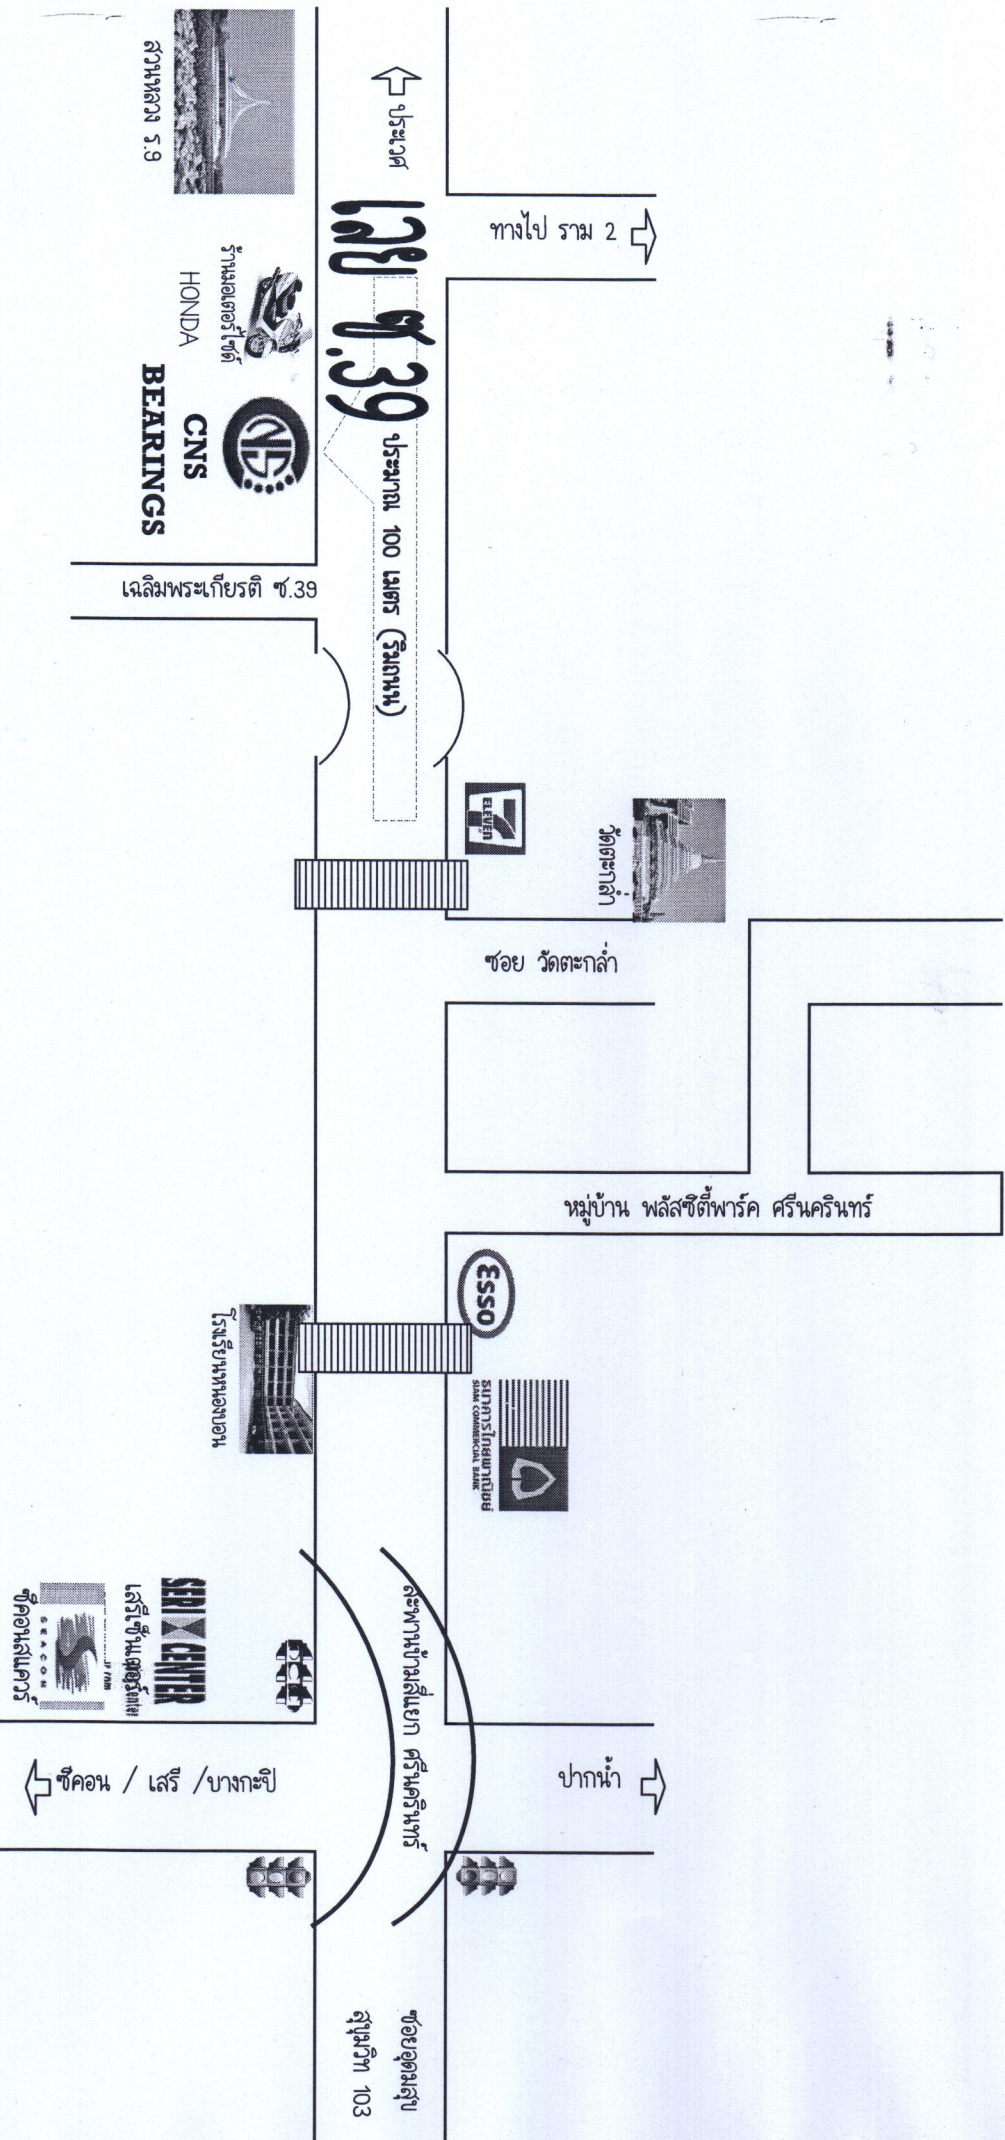 สวนหลวง ร.9
ประเวศ
ทางไป ราม 2
ร้านมอเตอร์ไซด์
HONDA
CNS
BEARINGS
เลย ซ.39 ประมาณ 100 เมตร (ริมถนน)
เฉลิมพระเกียรติ ซ.39
7
ELEVEN
วัดตะกล่ำ
ซอย วัดตะกล่ำ
หมู่บ้าน พลัสซิตี้พาร์ค ศรีนครินทร์
Esso
โรงเรียนหนองบอน
ธนาคารไทยพาณิชย์
SIAM COMMERCIAL BANK
สะพานข้ามสี่แยก ศรีนครินทร์
SERI CENTER
เสรีเซ็นเตอร์
SEACON
ซีคอนสแควร์
ซีคอน / เสรี /บางกะปิ
ปากน้ำ
ซอยอุดมสุข
สุขุมวิท 103